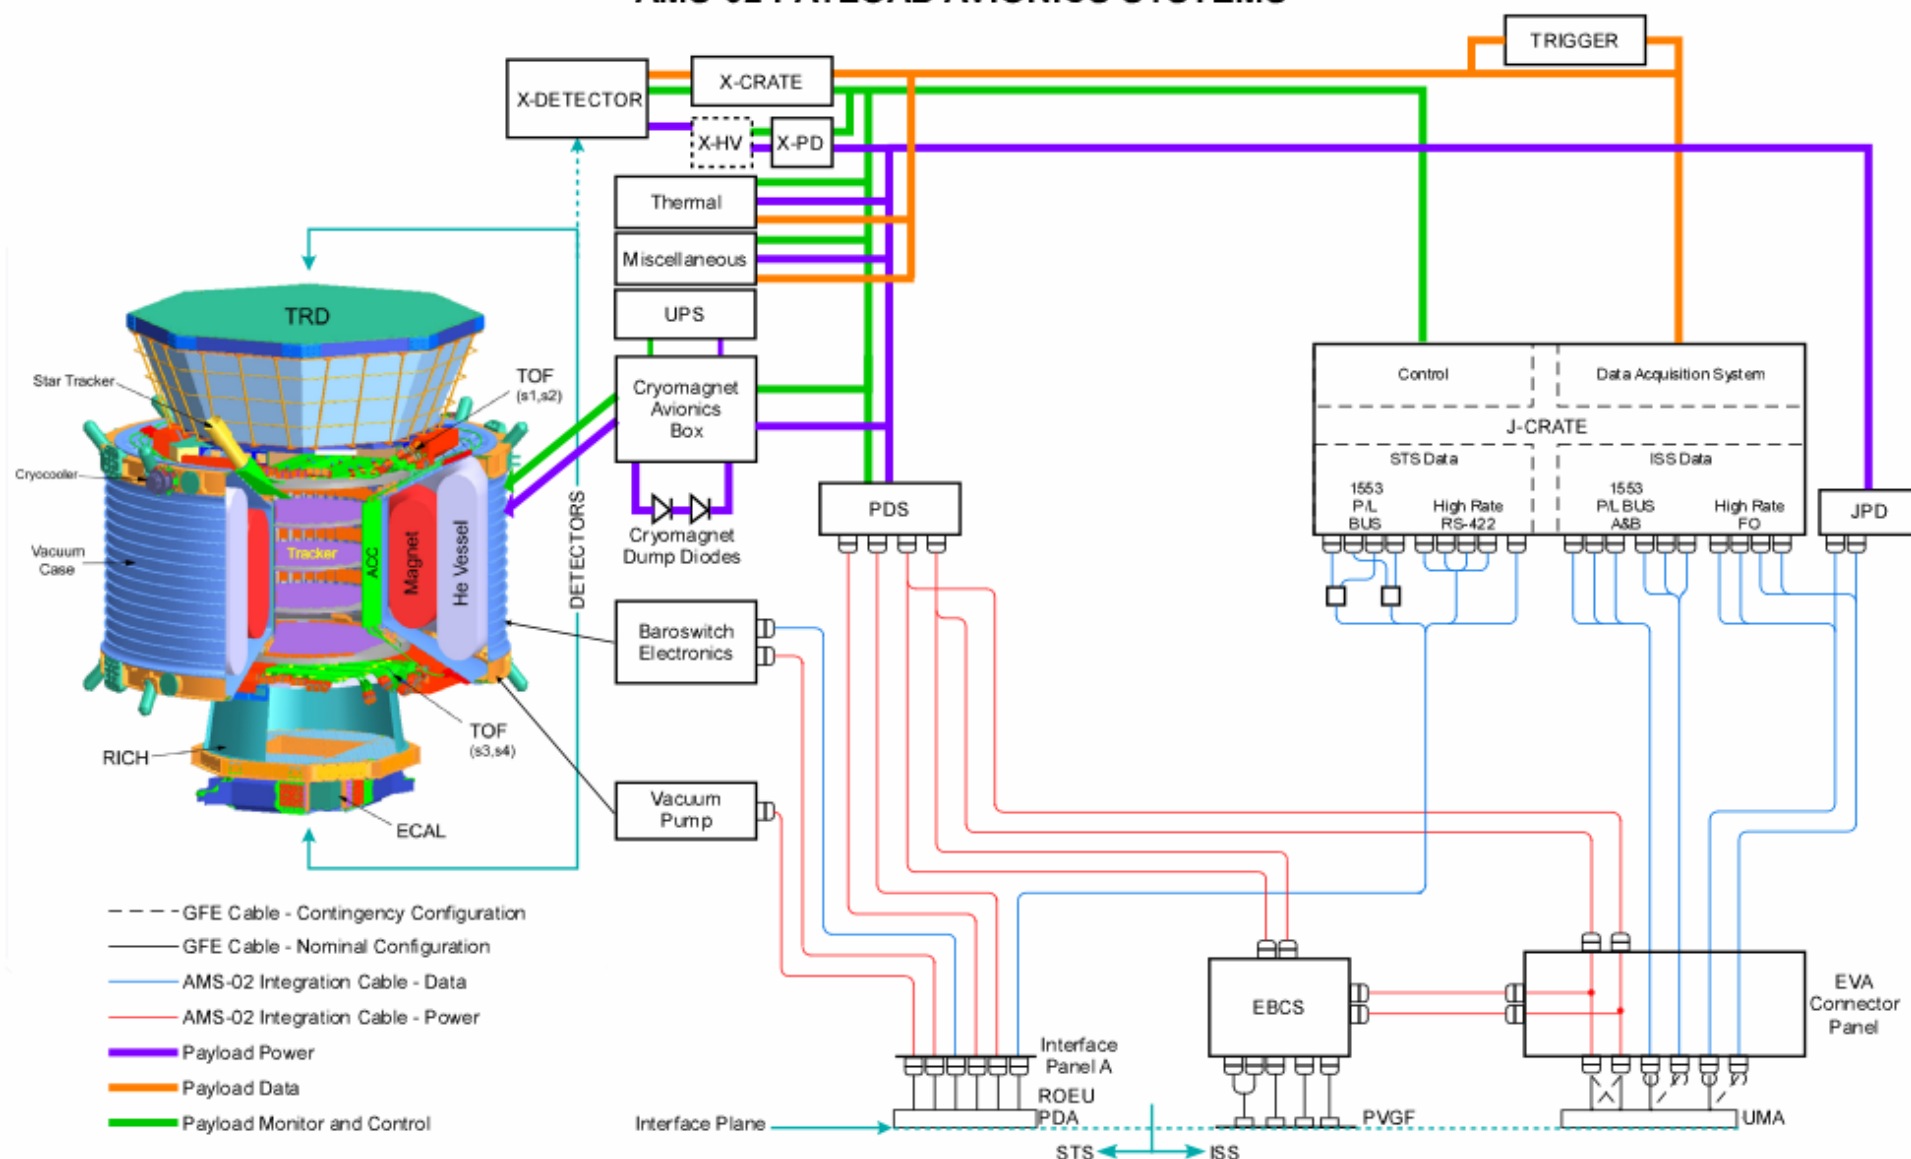 AMS-02 PAYLOAD AVIONICS SYSTEMS
TRIGGER
X-DETECTOR
X-CRATE
X-HV
X-PD
Thermal
Miscellaneous
UPS
Cryomagnet
Avionics
Box
Cryomagnet
Dump Diodes
TRD
Star Tracker
TOF
(s1,s2)
Cryocooler
Vacuum
Case
Tracker
ACC
Magnet
He Vessel
DETECTORS
TOF
(s3,s4)
RICH
ECAL
PDS
Baroswitch
Electronics
Vacuum
Pump
Control
Data Acquisition System
J-CRATE
STS Data
ISS Data
1553
P/L
BUS
High Rate
RS-422
1553
P/L BUS
A&B
High Rate
FO
JPD
GFE Cable - Contingency Configuration
GFE Cable - Nominal Configuration
AMS-02 Integration Cable - Data
AMS-02 Integration Cable - Power
Payload Power
Payload Data
Payload Monitor and Control
EBCS
EVA
Connector
Panel
Interface
Panel A
ROEU
PDA
Interface Plane
PVGF
UMA
STS
ISS